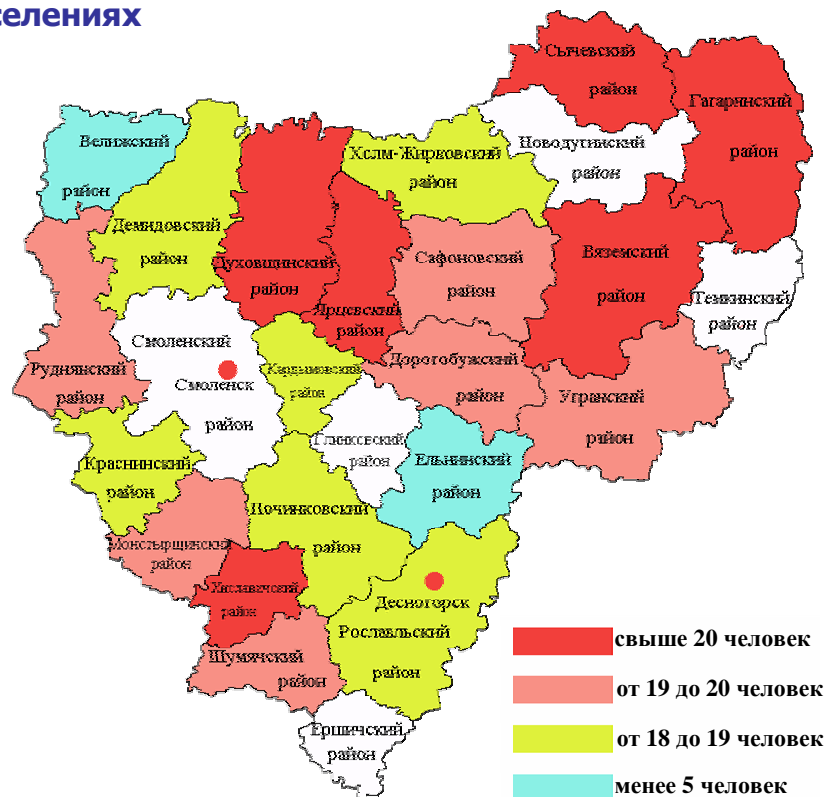 селениях
Сычевский
район
Гагаринский
район
Велижский
район
Холм-Жирковский
район
Новодугинский
район
Демидовский
район
Духовщинский
район
Ярцевский
район
Сафоновский
район
Вяземский
район
Темкинский
район
Смоленский
Смоленск
район
Руднянский
район
Кардымовский
район
Дорогобужский
район
Угранский
район
Глинковский
район
Ельнинский
район
Краснинский
район
Починковский
район
Монстырщинский
район
Хиславичский
район
Десногорск
Рославльский
район
Шумячский
район
Ершичский
район
свыше 20 человек
от 19 до 20 человек
от 18 до 19 человек
менее 5 человек